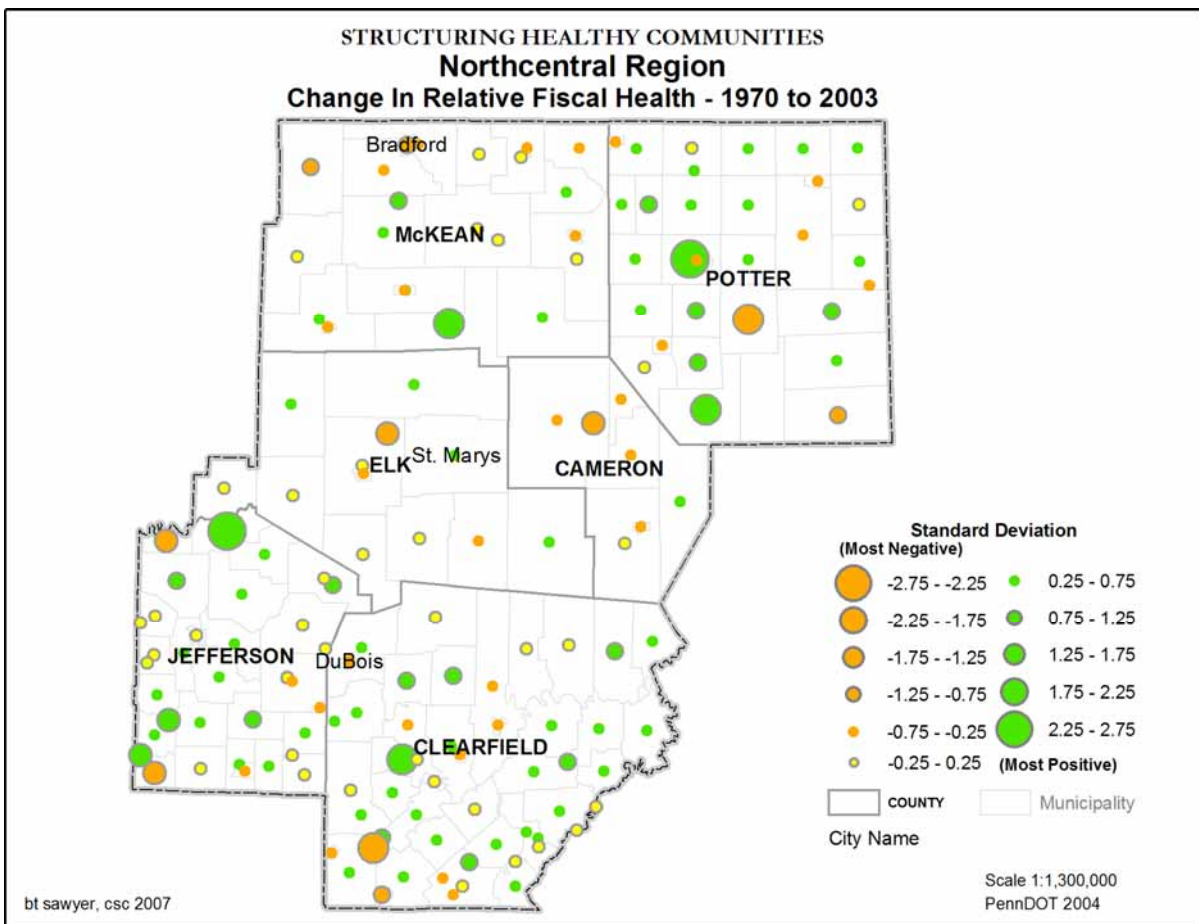 STRUCTURING HEALTHY COMMUNITIES
Northcentral Region
Change In Relative Fiscal Health - 1970 to 2003
Bradford
McKEAN
POTTER
ELK
St. Marys
CAMERON
JEFFERSON
DuBois
CLEARFIELD
Standard Deviation
(Most Negative)
-2.75 - -2.25
-2.25 - -1.75
-1.75 - -1.25
-1.25 - -0.75
-0.75 - -0.25
-0.25 - 0.25
0.25 - 0.75
0.75 - 1.25
1.25 - 1.75
1.75 - 2.25
2.25 - 2.75
(Most Positive)
COUNTY
Municipality
City Name
Scale 1:1,300,000
PennDOT 2004
bt sawyer, csc 2007